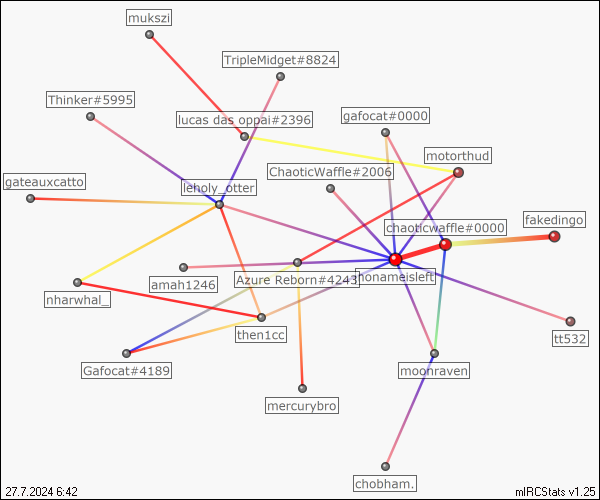 mukszi
TripleMidget#8824
Thinker#5995
gafocat#0000
lucas das oppai#2396
motorthud
ChaoticWaffle#2006
gateauxcatto
leholy_otter
chaoticwaffle#0000
fakedingo
Azure Reborn#4243
nonameisleft
amah1246
nharwhal_
then1cc
tt532
Gafocat#4189
moonraven
mercurybro
chobham.
27.7.2024 6:42
mIRCStats v1.25